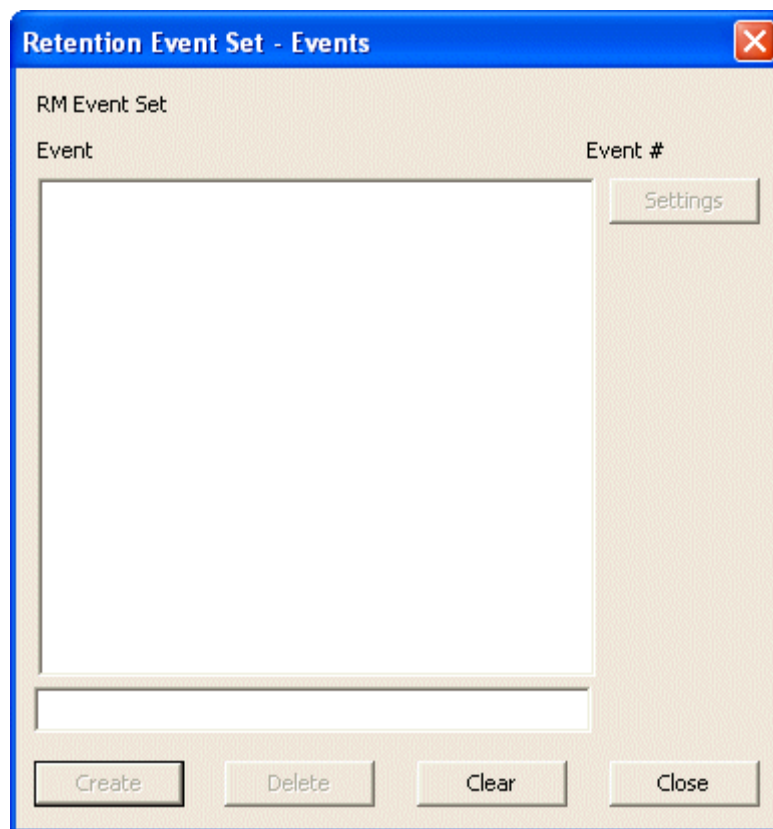 Retention Event Set - Events
RM Event Set
Event Event #
Settings
Create Delete Clear Close